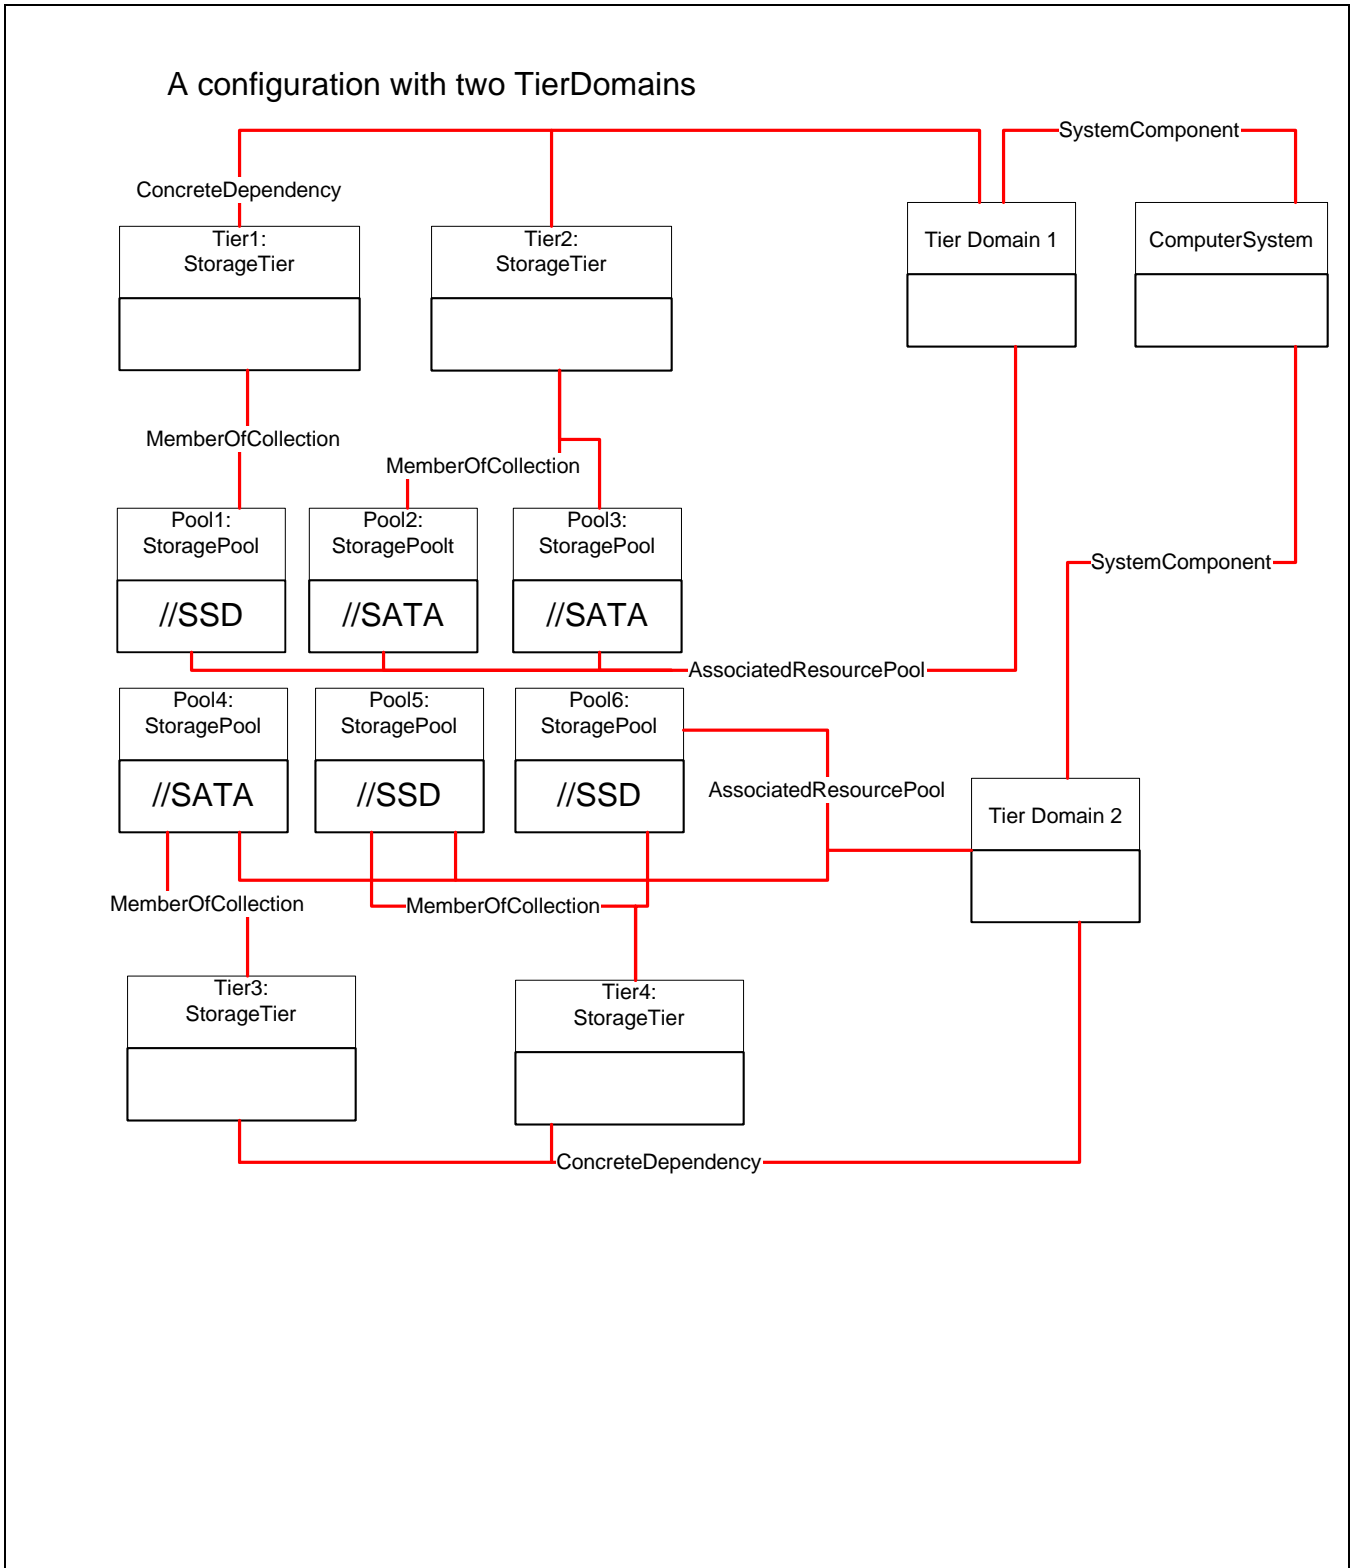 A configuration with two TierDomains
SystemComponent
ConcreteDependency
Tier1:
StorageTier
Tier2:
StorageTier
Tier Domain 1
ComputerSystem
MemberOfCollection
MemberOfCollection
Pool1:
StoragePool
Pool2:
StoragePoolt
Pool3:
StoragePool
SystemComponent
//SSD
//SATA
//SATA
AssociatedResourcePool
Pool4:
StoragePool
Pool5:
StoragePool
Pool6:
StoragePool
//SATA
//SSD
//SSD
AssociatedResourcePool
Tier Domain 2
MemberOfCollection
MemberOfCollection
Tier3:
StorageTier
Tier4:
StorageTier
ConcreteDependency